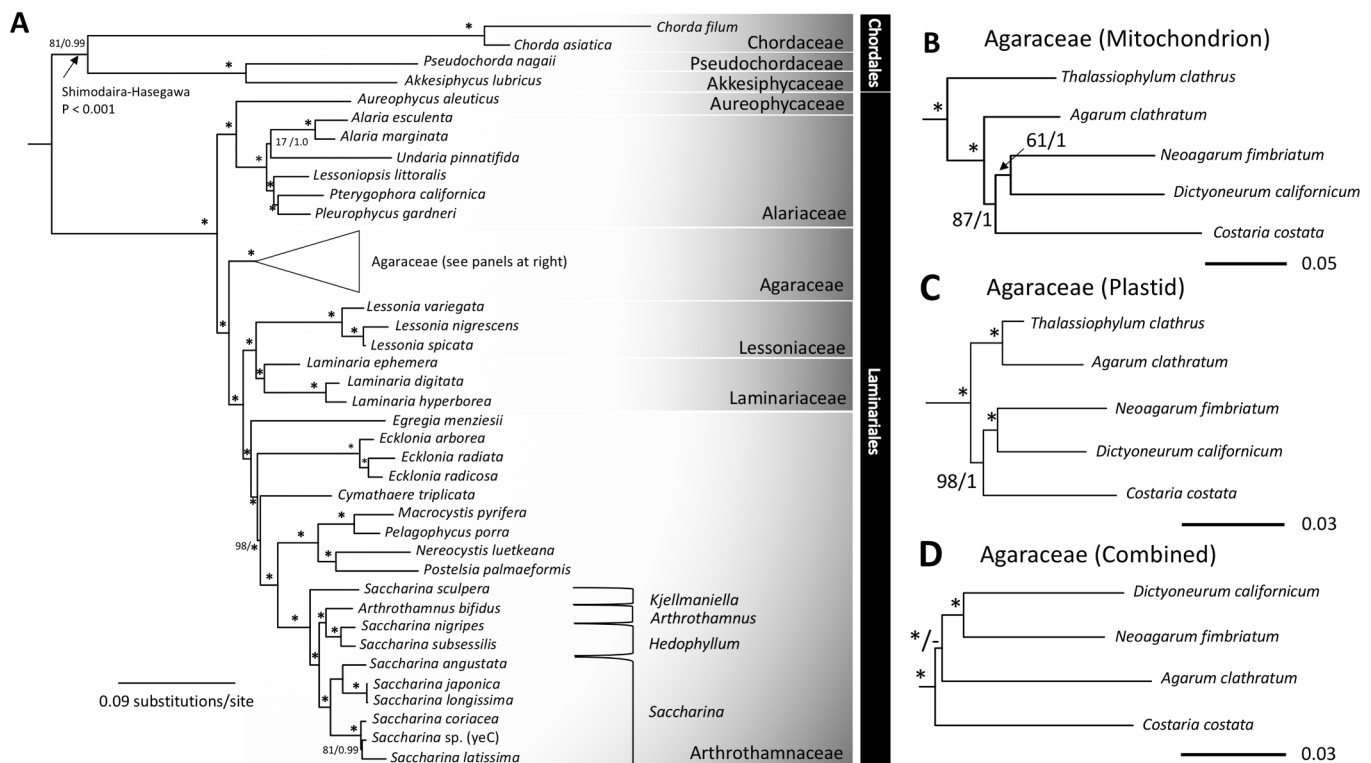 A
*
Chorda filum
81/0.99
Chorda asiatica
Chordaceae
*
Pseudochorda nagaii
Pseudochordaceae
Akkesiphycus lubricus
Akkesiphycaceae
Shimodaira-Hasegawa
P < 0.001
Chordales
Aureophycus aleuticus
Aureophycaceae
*
*
Alaria esculenta
17 /1.0
Alaria marginata
*
Undaria pinnatifida
*
Lessoniopsis littoralis
Pterygophora californica
*
Pleurophycus gardneri
Alariaceae
*
*
Agaraceae (see panels at right)
Agaraceae
*
Lessonia variegata
*
Lessonia nigrescens
*
*
Lessonia spicata
Lessoniaceae
Laminaria ephemera
*
*
Laminaria digitata
Laminaria hyperborea
Laminariaceae
*
Egregia menziesii
*
Ecklonia arborea
*
Ecklonia radiata
*
Ecklonia radicosa
*
Cymathaere triplicata
*
Macrocystis pyrifera
*
Pelagophycus porra
98/*
*
Nereocystis luetkeana
Postelsia palmaeformis
*
Saccharina sculpera
Kjellmaniella
*
Arthrothamnus bifidus
Arthrothamnus
*
Saccharina nigripes
*
Saccharina subsessilis
Hedophyllum
*
Saccharina angustata
*
Saccharina japonica
*
Saccharina longissima
Saccharina
Saccharina coriacea
*
Saccharina sp. (yeC)
81/0.99
Saccharina latissima
Arthrothamnaceae
Laminariales
0.09 substitutions/site
B
Agaraceae (Mitochondrion)
Thalassiophylum clathrus
*
Agarum clathratum
*
61/1
Neoagarum fimbriatum
Dictyoneurum californicum
87/1
Costaria costata
0.05
C
Agaraceae (Plastid)
Thalassiophylum clathrus
*
Agarum clathratum
*
Neoagarum fimbriatum
*
Dictyoneurum californicum
98/1
Costaria costata
0.03
D
Agaraceae (Combined)
Dictyoneurum californicum
*
Neoagarum fimbriatum
*/-
Agarum clathratum
*
Costaria costata
0.03